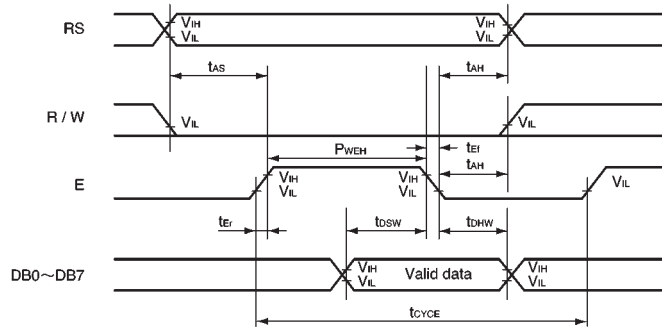 RS
VIH
VIL
VIH
VIL
tAS
tAH
R / W
VIL
VIL
PWEH
tEf
tAH
E
VIH
VIL
VIH
VIL
VIL
tEr
tDSW
tDHW
DB0～DB7
VIH
VIL
Valid data
VIH
VIL
tCYCE